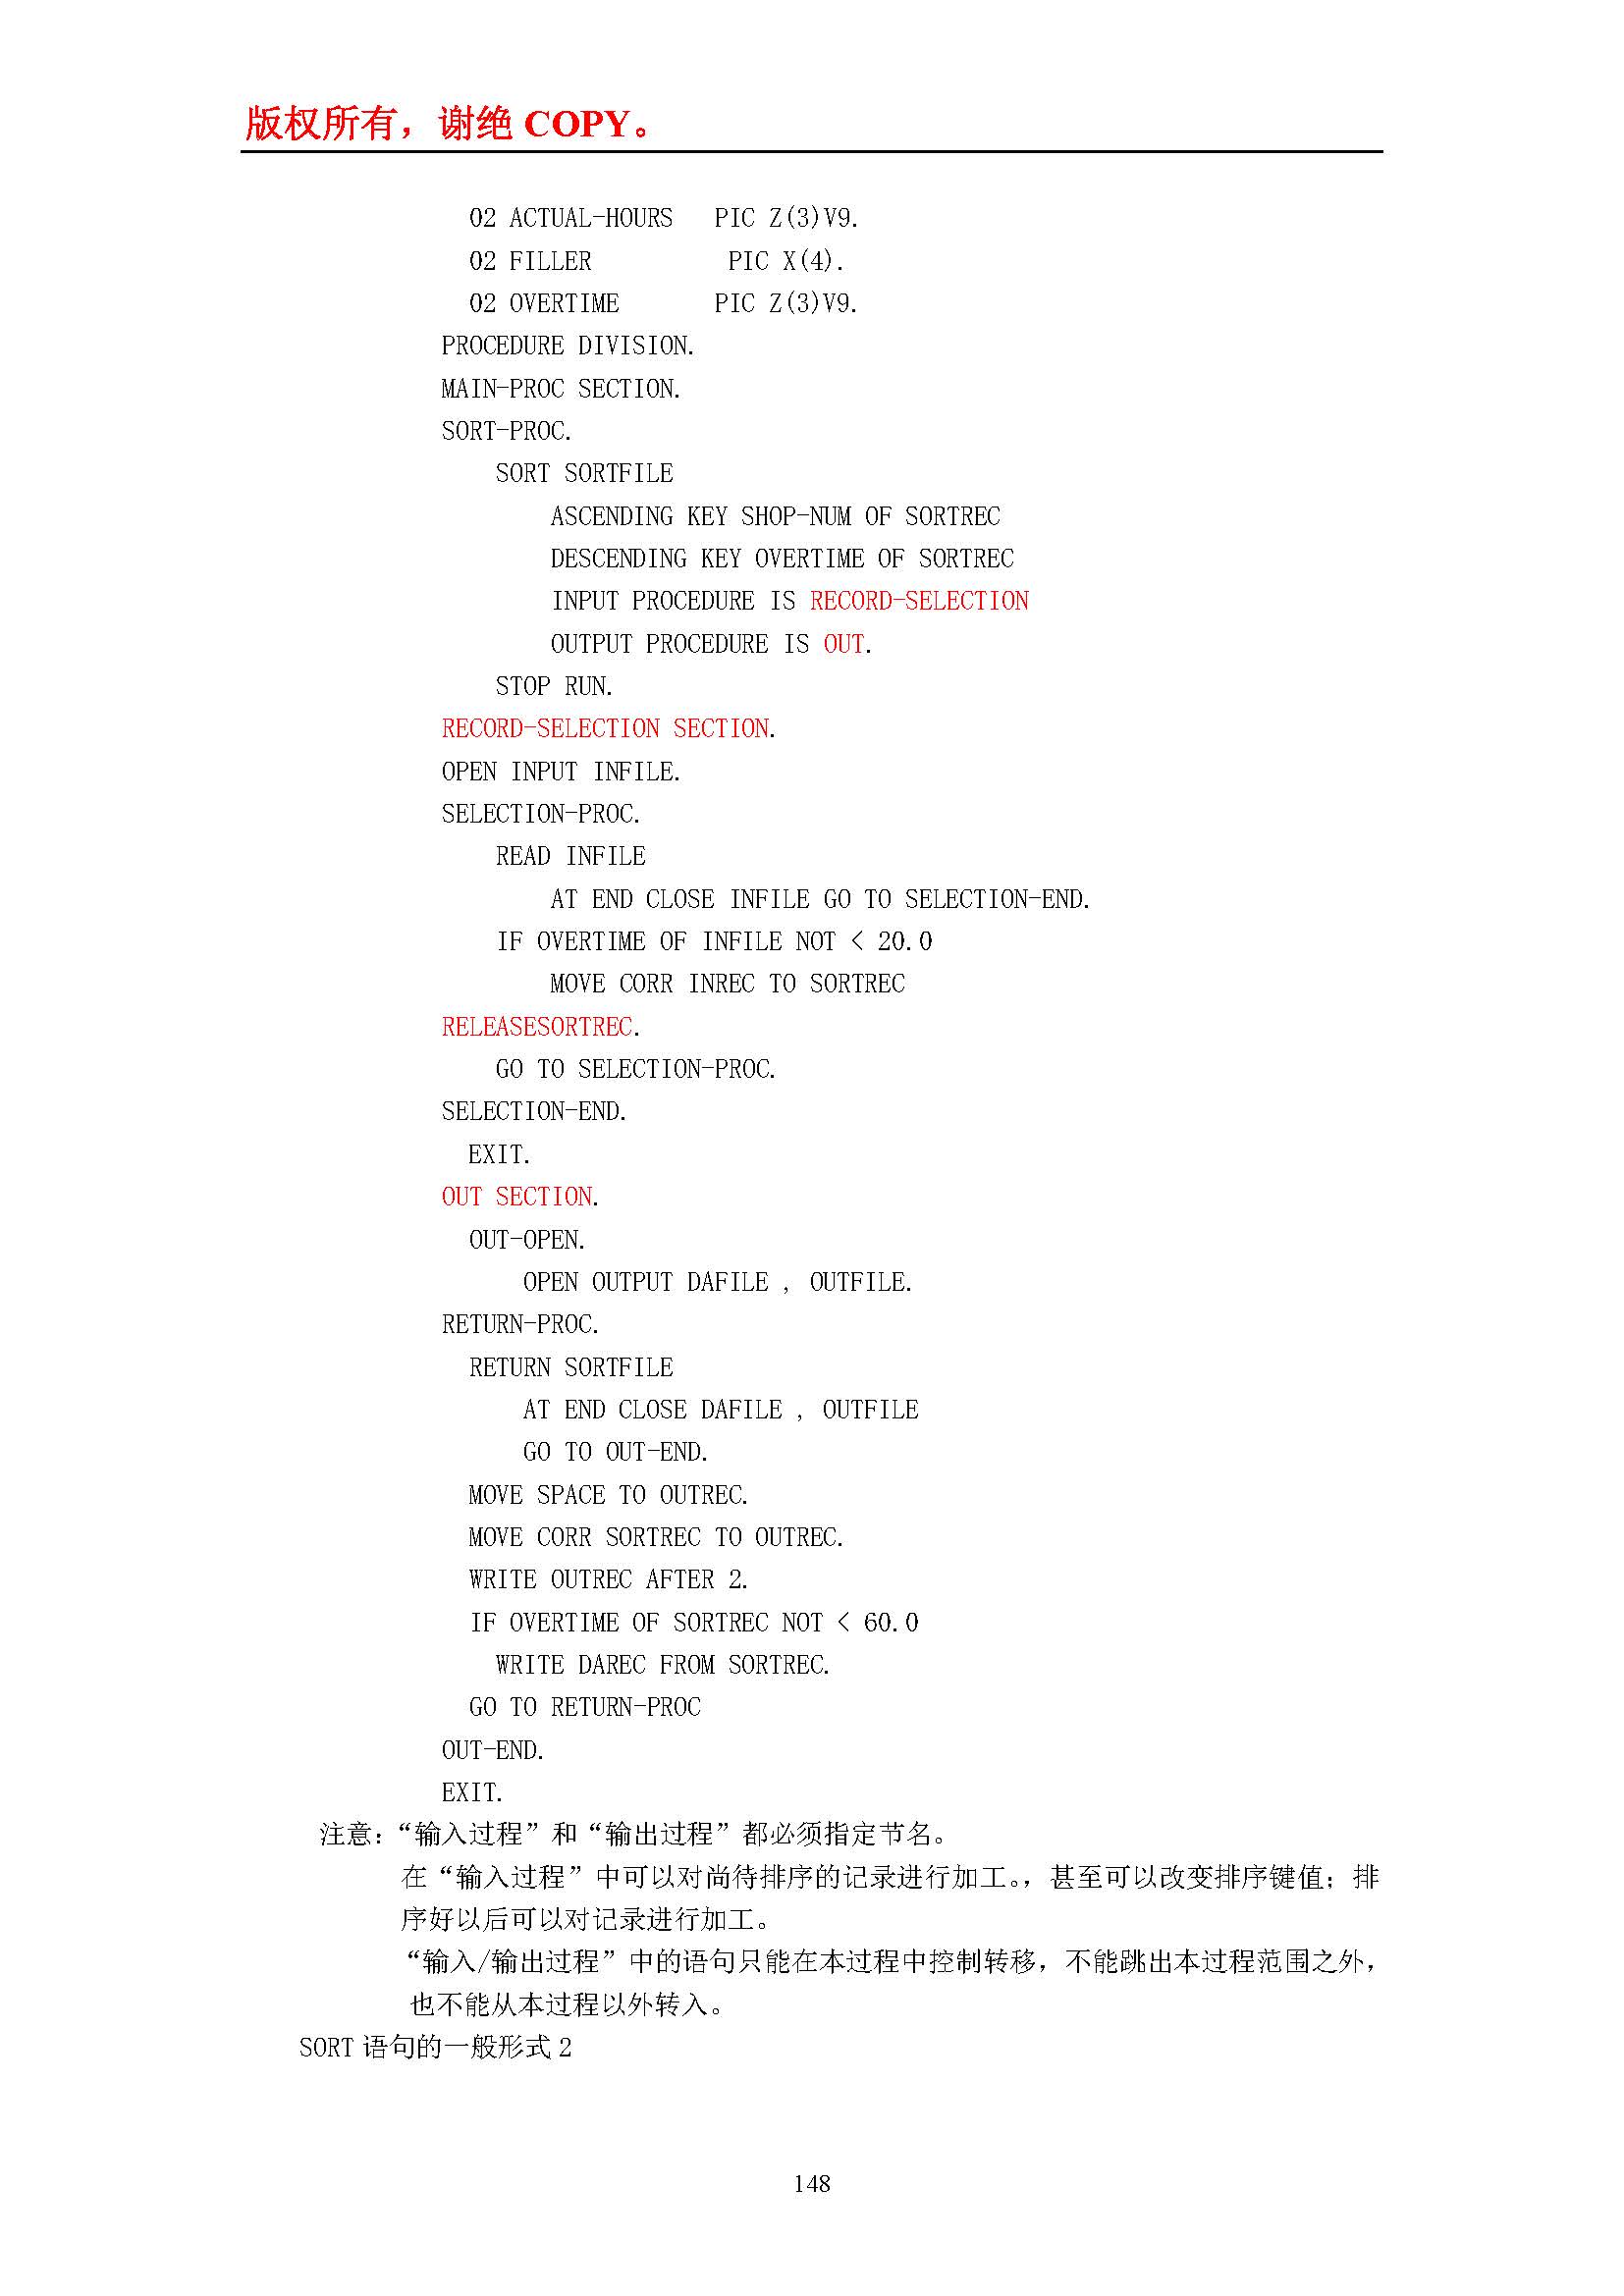 版权所有，谢绝 COPY。
02 ACTUAL-HOURS   PIC Z(3)V9.
02 FILLER          PIC X(4).
02 OVERTIME       PIC Z(3)V9.
PROCEDURE DIVISION.
MAIN-PROC SECTION.
SORT-PROC.
SORT SORTFILE
ASCENDING KEY SHOP-NUM OF SORTREC
DESCENDING KEY OVERTIME OF SORTREC
INPUT PROCEDURE IS RECORD-SELECTION
OUTPUT PROCEDURE IS OUT.
STOP RUN.
RECORD-SELECTION SECTION.
OPEN INPUT INFILE.
SELECTION-PROC.
READ INFILE
AT END CLOSE INFILE GO TO SELECTION-END.
IF OVERTIME OF INFILE NOT < 20.0
MOVE CORR INREC TO SORTREC
RELEASESORTREC.
GO TO SELECTION-PROC.
SELECTION-END.
EXIT.
OUT SECTION.
OUT-OPEN.
OPEN OUTPUT DAFILE , OUTFILE.
RETURN-PROC.
RETURN SORTFILE
AT END CLOSE DAFILE , OUTFILE
GO TO OUT-END.
MOVE SPACE TO OUTREC.
MOVE CORR SORTREC TO OUTREC.
WRITE OUTREC AFTER 2.
IF OVERTIME OF SORTREC NOT < 60.0
WRITE DAREC FROM SORTREC.
GO TO RETURN-PROC
OUT-END.
EXIT.
注意：“输入过程”和“输出过程”都必须指定节名。
在“输入过程”中可以对尚待排序的记录进行加工。，甚至可以改变排序键值；排
序好以后可以对记录进行加工。
“输入/输出过程”中的语句只能在本过程中控制转移，不能跳出本过程范围之外，
也不能从本过程以外转入。
SORT 语句的一般形式 2
148